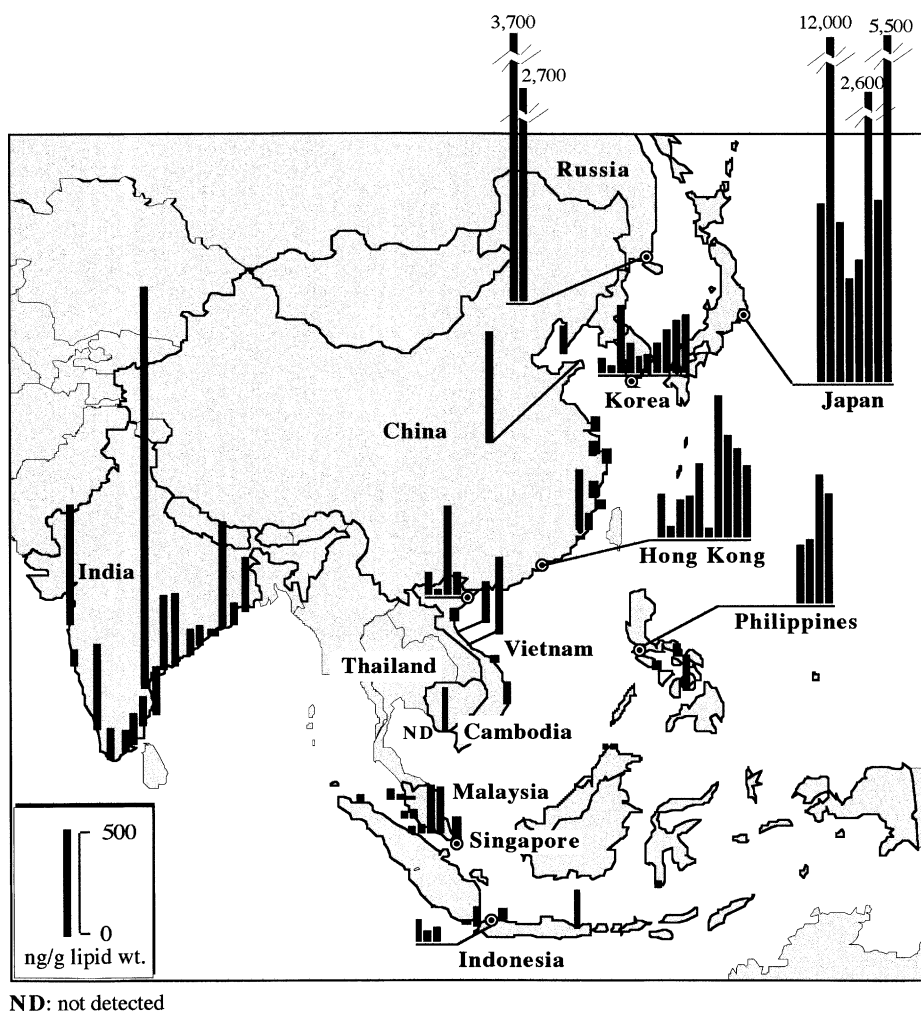 3,700
12,000
5,500
2,700
2,600
Russia
Korea
Japan
China
Hong Kong
India
Philippines
Vietnam
Thailand
ND
Cambodia
Malaysia
Singapore
500
0
ng/g lipid wt.
Indonesia
ND: not detected